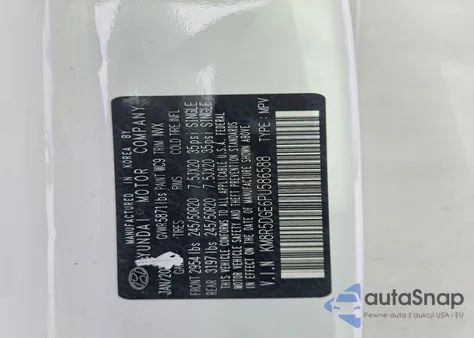 MANUFACTURED IN KOREA BY
HYUNDAI MOTOR COMPANY
JAN/20 GVWR 5871 lbs PAINT WC9 TRIM NNX
TIRES RIMS COLD TIRE INFL
FRONT 2954 lbs 245/50R20 7.5JX20 35psi SINGLE
REAR 3197 lbs 245/50R20 7.5JX20 35psi SINGLE
THIS VEHICLE CONFORMS TO ALL APPLICABLE U.S.A. FEDERAL
MOTOR VEHICLE SAFETY AND THEFT PREVENTION STANDARDS
IN EFFECT ON THE DATE OF MANUFACTURE SHOWN ABOVE.
V.I.N KM8R5DGE6PU586588 TYPE : MPV
autoSnap
Pewne auta z aukcji USA i EU